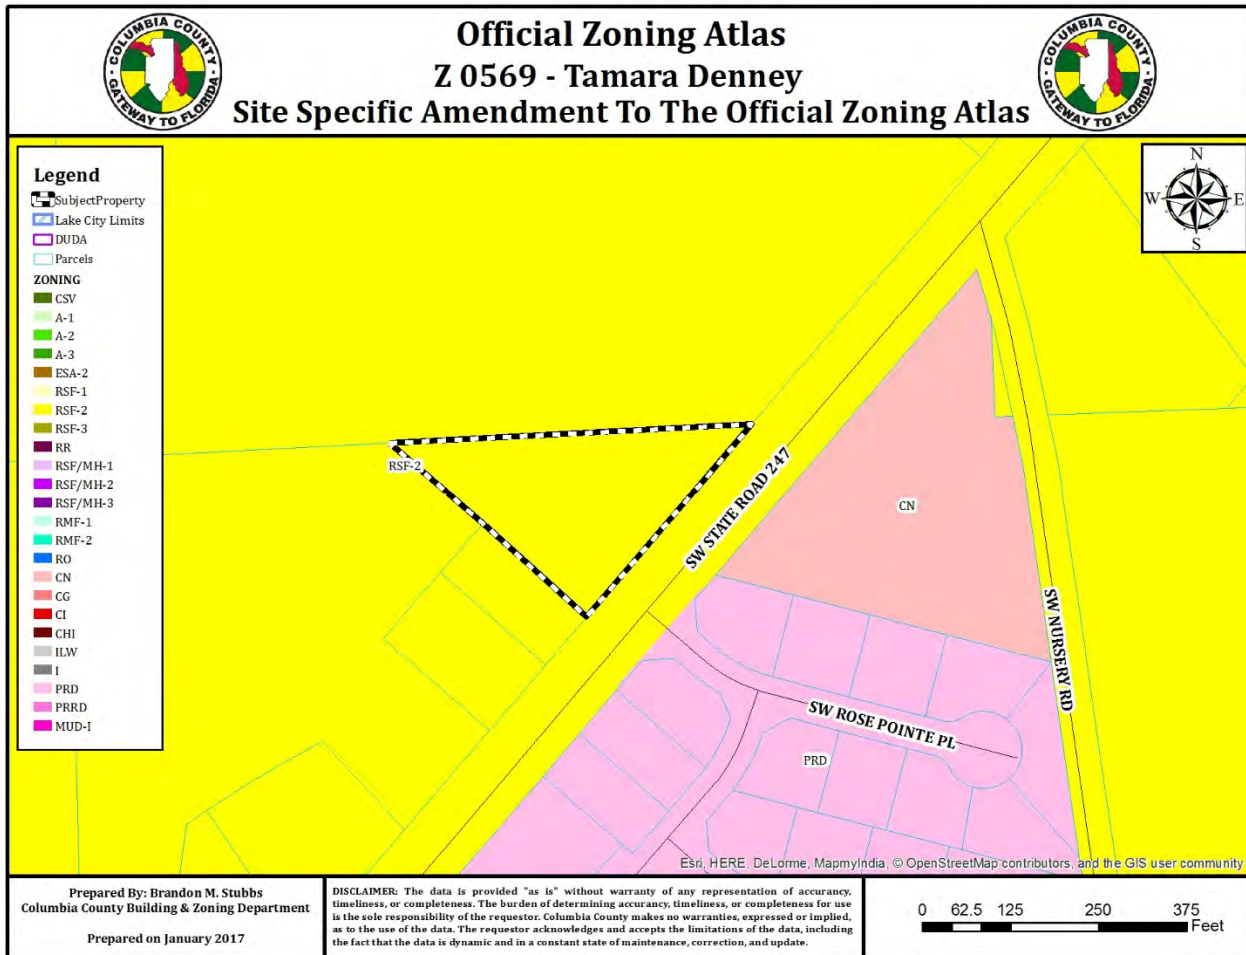 Official Zoning Atlas
Z 0569 - Tamara Denney
Site Specific Amendment To The Official Zoning Atlas
COLUMBIA COUNTY
GATEWAY TO FLORIDA
COLUMBIA COUNTY
GATEWAY TO FLORIDA
Legend
SubjectProperty
Lake City Limits
DUDA
Parcels
ZONING
CSV
A-1
A-2
A-3
ESA-2
RSF-1
RSF-2
RSF-3
RR
RSF/MH-1
RSF/MH-2
RSF/MH-3
RMF-1
RMF-2
RO
CN
CG
CI
CHI
ILW
I
PRD
PRRD
MUD-I
N
W E
S
RSF-2
SW STATE ROAD 247
CN
SW NURSERY RD
SW ROSE POINTE PL
PRD
Esri, HERE, DeLorme, MapmyIndia, © OpenStreetMap contributors, and the GIS user community
Prepared By: Brandon M. Stubbs
Columbia County Building & Zoning Department
Prepared on January 2017
DISCLAIMER: The data is provided "as is" without warranty of any representation of accurancy,
timeliness, or completeness. The burden of determining accuracy, timeliness, or completeness for use
is the sole responsibility of the requestor. Columbia County makes no warranties, expressed or implied,
as to the use of the data. The requestor acknowledges and accepts the limitations of the data, including
the fact that the data is dynamic and in a constant state of maintenance, correction, and update.
0 62.5 125 250 375
Feet